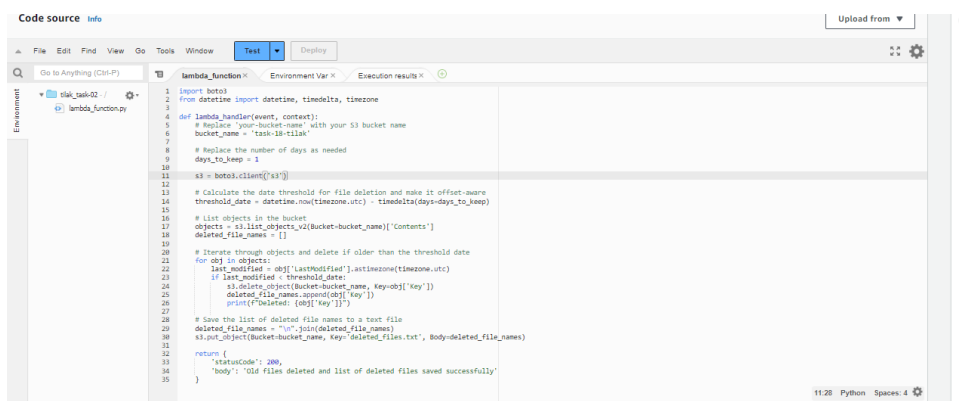 Code source Info
Upload from ▼
File Edit Find View Go Tools Window Test Deploy
Go to Anything (Ctrl-P)
lambda_function × Environment Var × Execution results ×
Environment
tilak_task-02 - /
lambda_function.py
1 import boto3
2 from datetime import datetime, timedelta, timezone
3
4 def lambda_handler(event, context):
5 # Replace 'your-bucket-name' with your S3 bucket name
6 bucket_name = 'task-18-tilak'
7
8 # Replace the number of days as needed
9 days_to_keep = 1
10
11 s3 = boto3.client('s3')
12
13 # Calculate the date threshold for file deletion and make it offset-aware
14 threshold_date = datetime.now(timezone.utc) - timedelta(days=days_to_keep)
15
16 # List objects in the bucket
17 objects = s3.list_objects_v2(Bucket=bucket_name)['Contents']
18 deleted_file_names = []
19
20 # Iterate through objects and delete if older than the threshold date
21 for obj in objects:
22 last_modified = obj['LastModified'].astimezone(timezone.utc)
23 if last_modified < threshold_date:
24 s3.delete_object(Bucket=bucket_name, Key=obj['Key'])
25 deleted_file_names.append(obj['Key'])
26 print(f"Deleted: {obj['Key']}")
27
28 # Save the list of deleted file names to a text file
29 deleted_file_names = "\n".join(deleted_file_names)
30 s3.put_object(Bucket=bucket_name, Key='deleted_files.txt', Body=deleted_file_names)
31
32 return {
33 'statusCode': 200,
34 'body': 'Old files deleted and list of deleted files saved successfully'
35 }
11:28 Python Spaces: 4